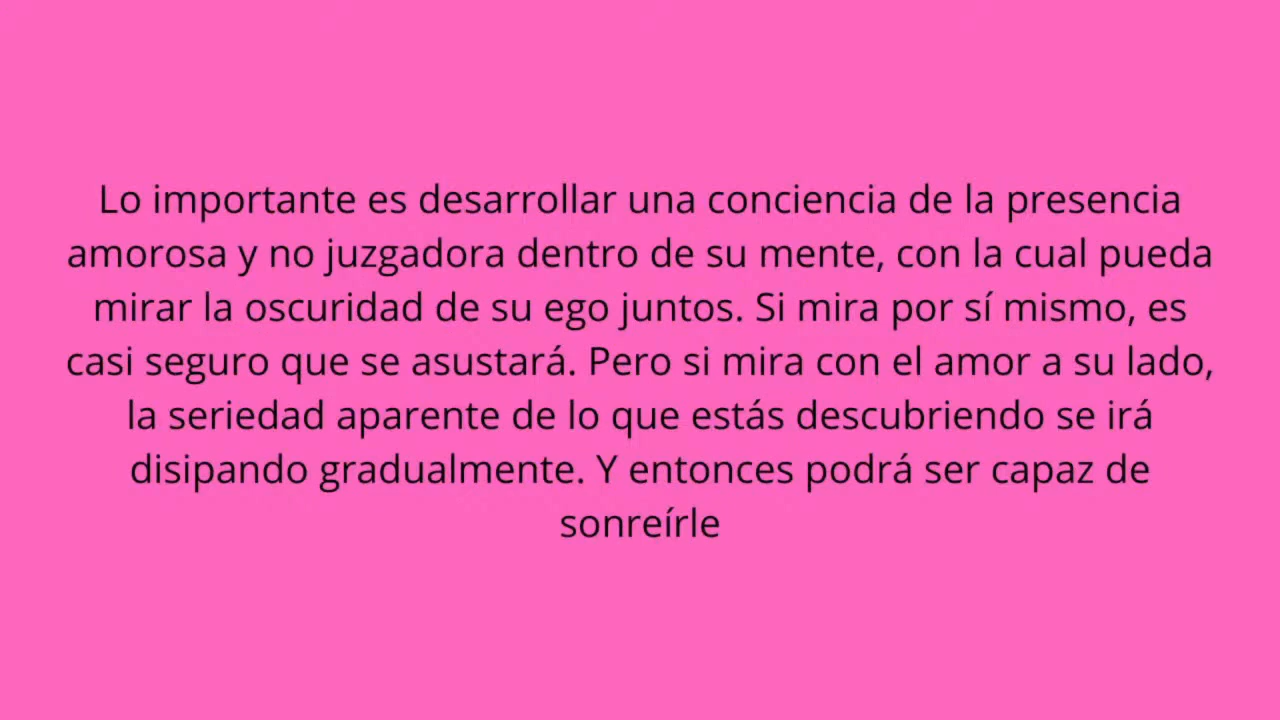 Lo importante es desarrollar una conciencia de la presencia
amorosa y no juzgadora dentro de su mente, con la cual pueda
mirar la oscuridad de su ego juntos. Si mira por sí mismo, es
casi seguro que se asustará. Pero si mira con el amor a su lado,
la seriedad aparente de lo que estás descubriendo se irá
disipando gradualmente. Y entonces podrá ser capaz de
sonreírle